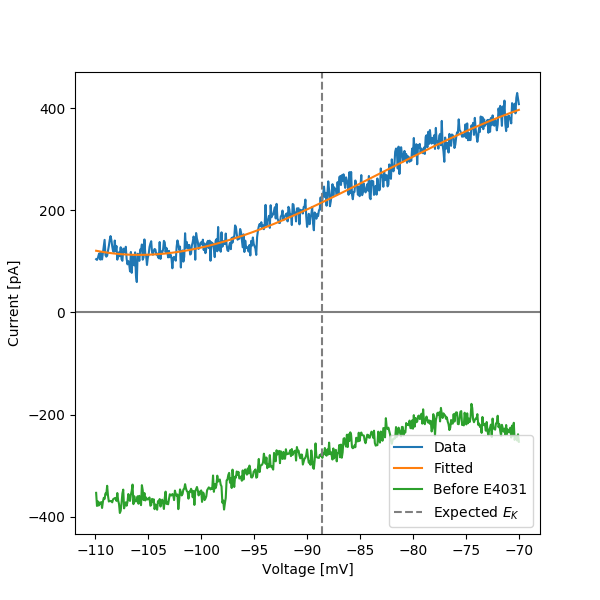 400
200
0
−200
−400
Current [pA]
−110
−105
−100
−95
−90
−85
−80
−75
−70
Voltage [mV]
Data
Fitted
Before E4031
Expected E_K